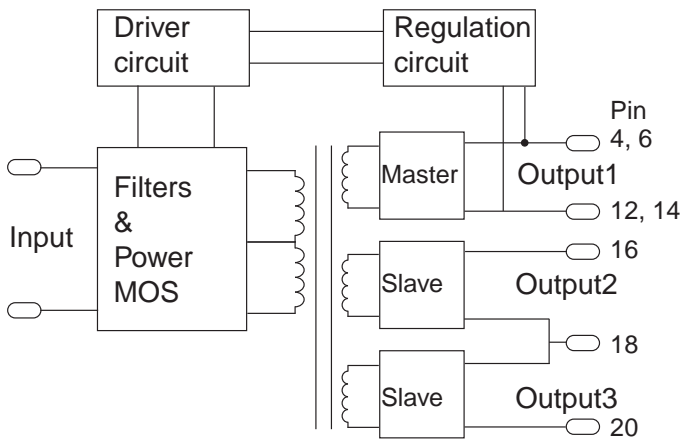 Driver
circuit
Regulation
circuit
Pin
4, 6
Filters
&
Power
MOS
Input
Master
Output1
12, 14
16
Slave
Output2
18
Slave
Output3
20